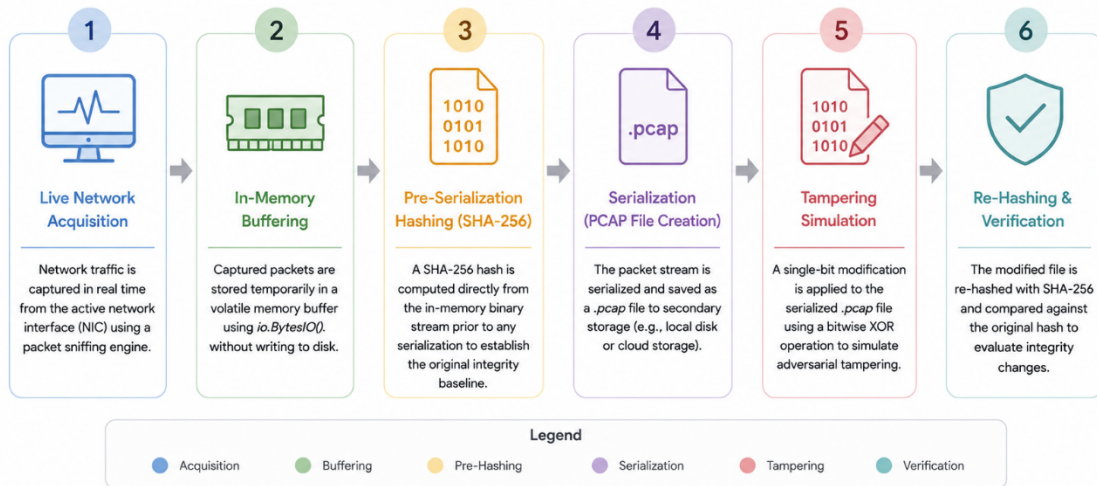 1
Live Network
Acquisition
Network traffic is
captured in real time
from the active network
interface (NIC) using a
packet sniffing engine.
2
In-Memory
Buffering
Captured packets are
stored temporarily in a
volatile memory buffer
using io.BytesIO().
without writing to disk.
3
1010
0101
1010
Pre-Serialization
Hashing (SHA-256)
A SHA-256 hash is
computed directly from
the in-memory binary
stream prior to any
serialization to establish
the original integrity
baseline.
4
.pcap
Serialization
(PCAP File Creation)
The packet stream is
serialized and saved as
a .pcap file to secondary
storage (e.g., local disk
or cloud storage).
5
1010
0101
1010
Tampering
Simulation
A single-bit modification
is applied to the
serialized .pcap file
using a bitwise XOR
operation to simulate
adversarial tampering.
6
Re-Hashing &
Verification
The modified file is
re-hashed with SHA-256
and compared against
the original hash to
evaluate integrity
changes.
Legend
Acquisition
Buffering
Pre-Hashing
Serialization
Tampering
Verification